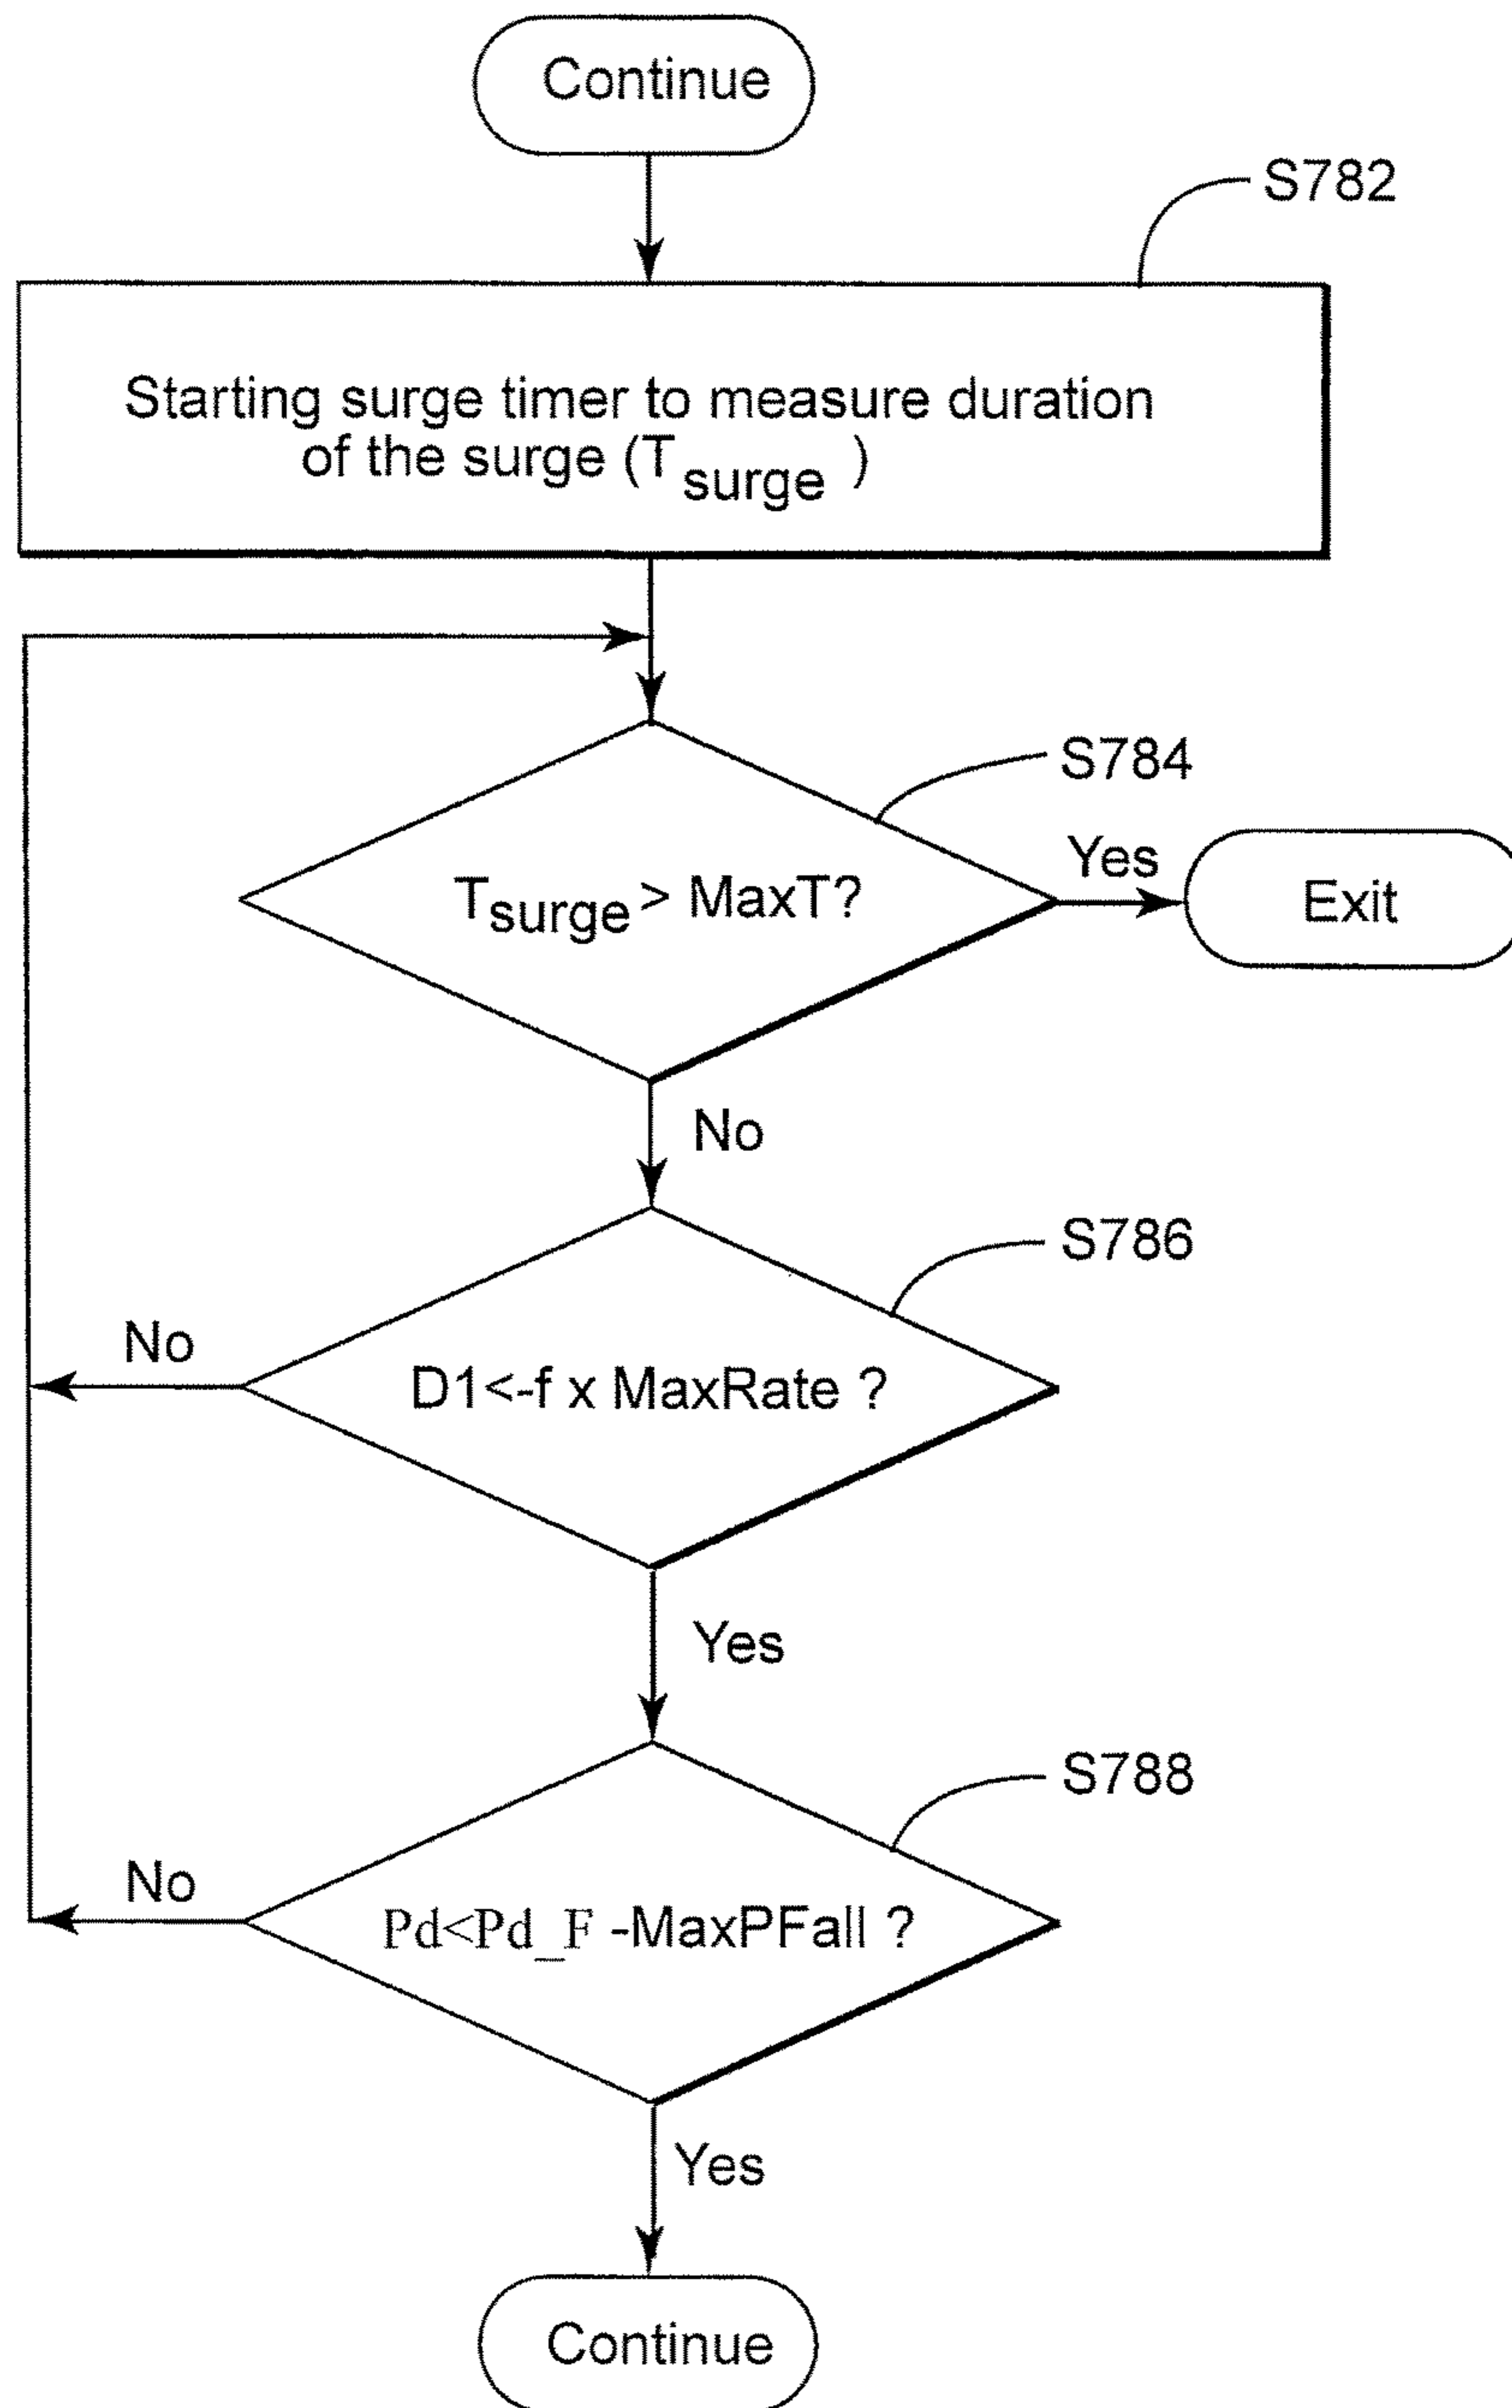 Continue
S782
Starting surge timer to measure duration
of the surge (Tsurge )
S784
Tsurge > MaxT?
Yes
Exit
No
S786
D1<-f x MaxRate ?
No
Yes
S788
Pd<Pd_F -MaxPFall ?
No
Yes
Continue